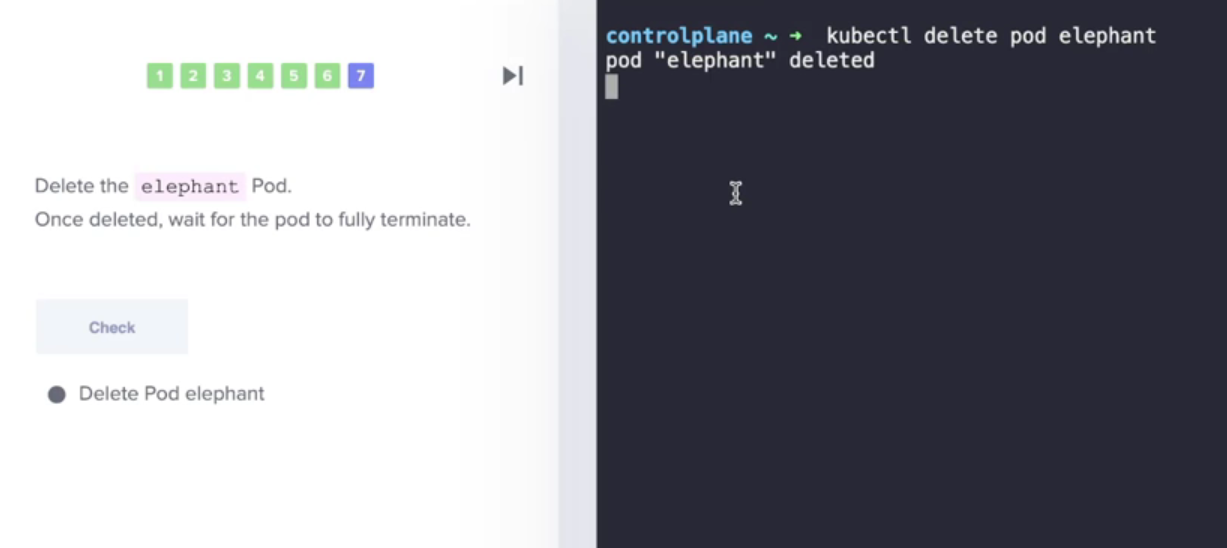 1 2 3 4 5 6 7
Delete the elephant Pod.
Once deleted, wait for the pod to fully terminate.
Check
Delete Pod elephant
controlplane ~ ➜ kubectl delete pod elephant
pod "elephant" deleted